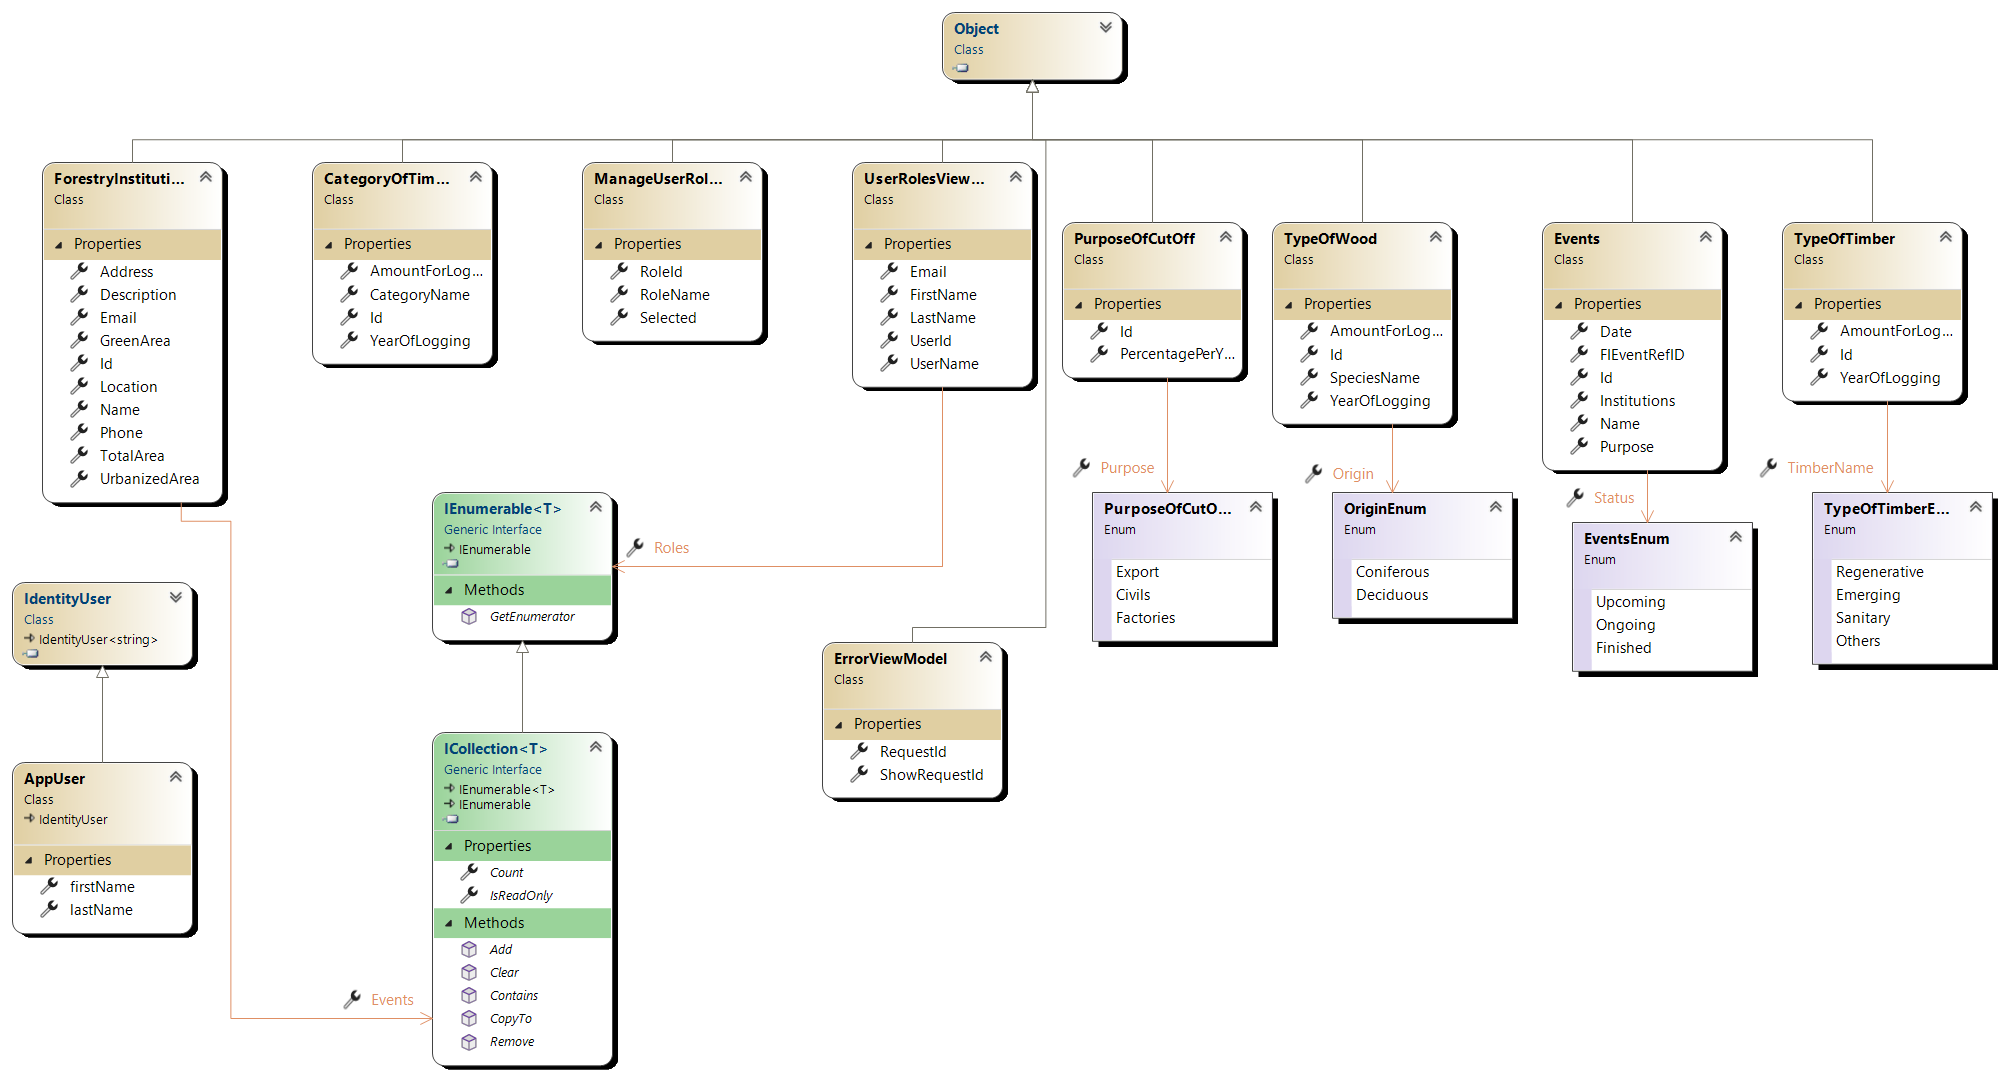 Object
Class
ForestryInstituti...
Class
Properties
Address
Description
Email
GreenArea
Id
Location
Name
Phone
TotalArea
UrbanizedArea
CategoryOfTim...
Class
Properties
AmountForLog...
CategoryName
Id
YearOfLogging
ManageUserRol...
Class
Properties
RoleId
RoleName
Selected
UserRolesView...
Class
Properties
Email
FirstName
LastName
UserId
UserName
PurposeOfCutOff
Class
Properties
Id
PercentagePerY...
TypeOfWood
Class
Properties
AmountForLog...
Id
SpeciesName
YearOfLogging
Events
Class
Properties
Date
FIEventRefID
Id
Institutions
Name
Purpose
TypeOfTimber
Class
Properties
AmountForLog...
Id
YearOfLogging
Purpose
Origin
Status
TimberName
IEnumerable<T>
Generic Interface
IEnumerable
Methods
GetEnumerator
Roles
PurposeOfCutO...
Enum
Export
Civils
Factories
OriginEnum
Enum
Coniferous
Deciduous
EventsEnum
Enum
Upcoming
Ongoing
Finished
TypeOfTimberE...
Enum
Regenerative
Emerging
Sanitary
Others
IdentityUser
Class
IdentityUser<string>
ErrorViewModel
Class
Properties
RequestId
ShowRequestId
AppUser
Class
IdentityUser
Properties
firstName
lastName
ICollection<T>
Generic Interface
IEnumerable<T>
IEnumerable
Properties
Count
IsReadOnly
Methods
Add
Clear
Contains
CopyTo
Remove
Events